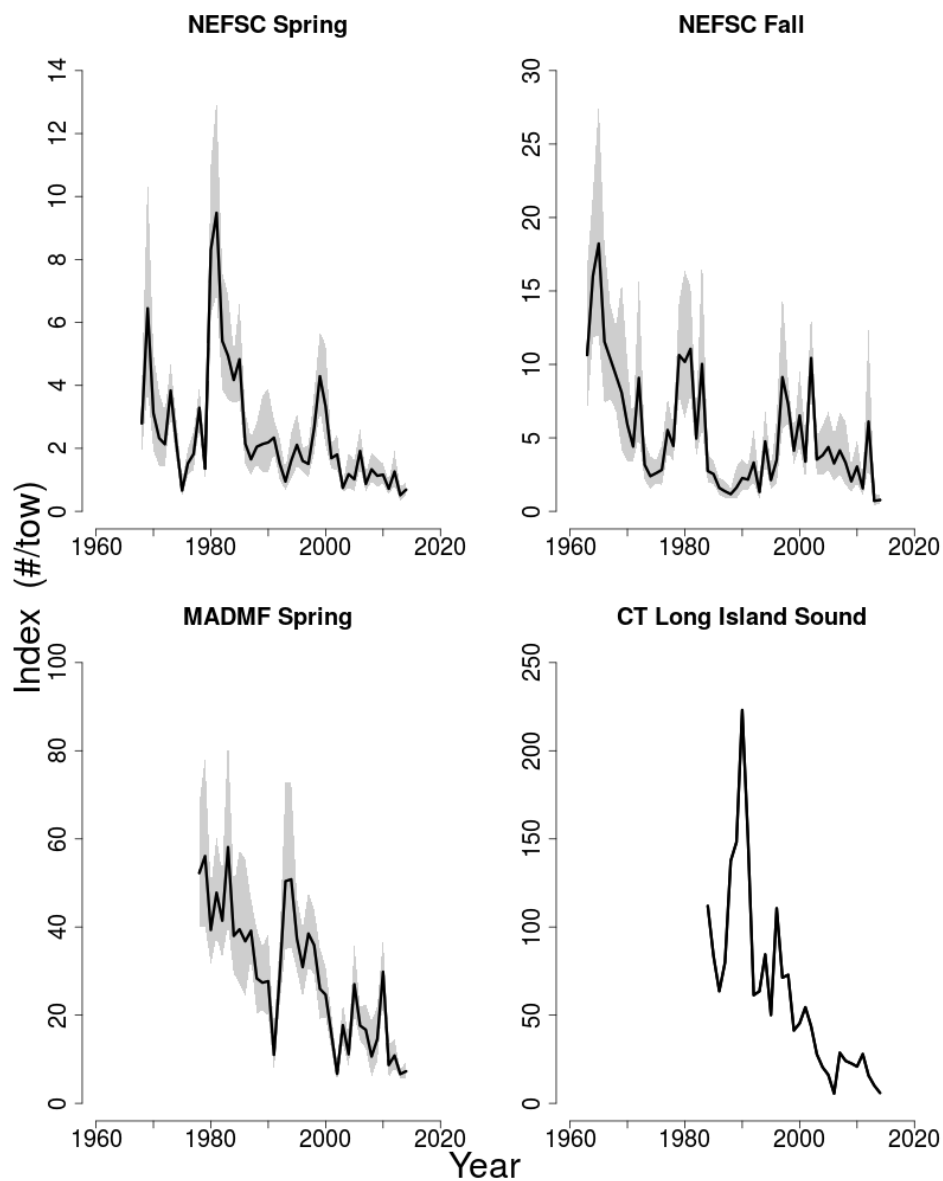 NEFSC Spring
0 2 4 6 8 10 12 14
1960 1980 2000 2020
NEFSC Fall
0 5 10 15 20 25 30
1960 1980 2000 2020
Index (#/tow)
MADMF Spring
0 20 40 60 80 100
1960 1980 2000 2020
CT Long Island Sound
0 50 100 150 200 250
1960 1980 2000 2020
Year